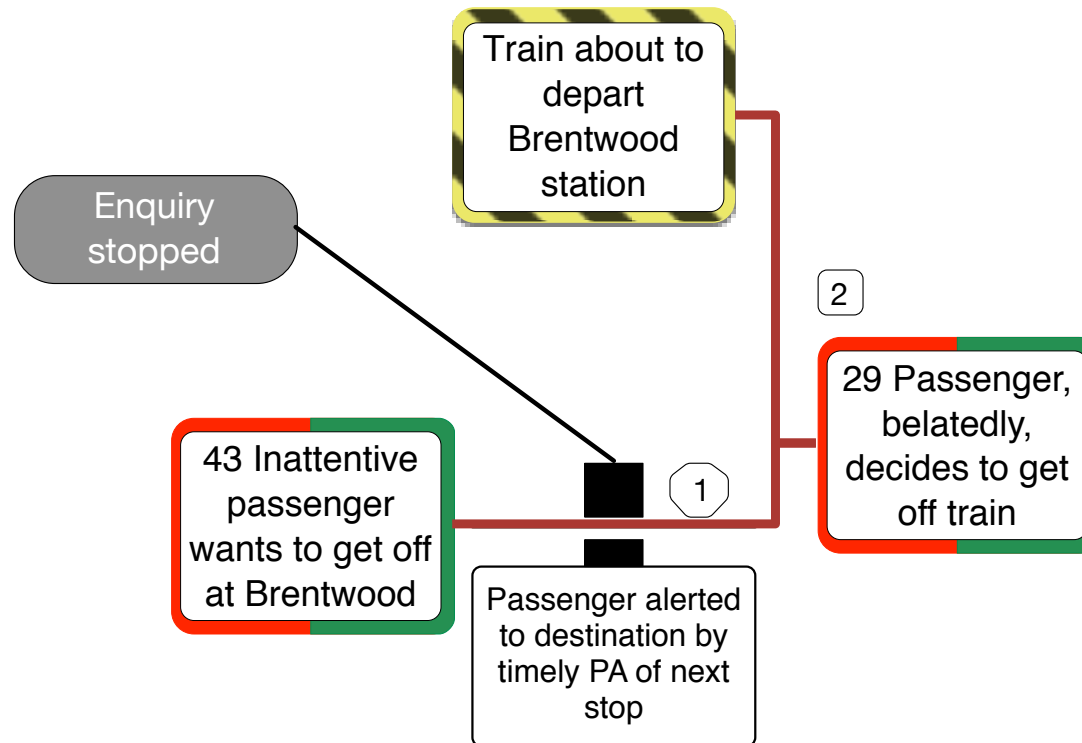 Train about to
depart
Brentwood
station
Enquiry
stopped
2
29 Passenger,
belatedly,
decides to get
off train
43 Inattentive
passenger
wants to get off
at Brentwood
1
Passenger alerted
to destination by
timely PA of next
stop